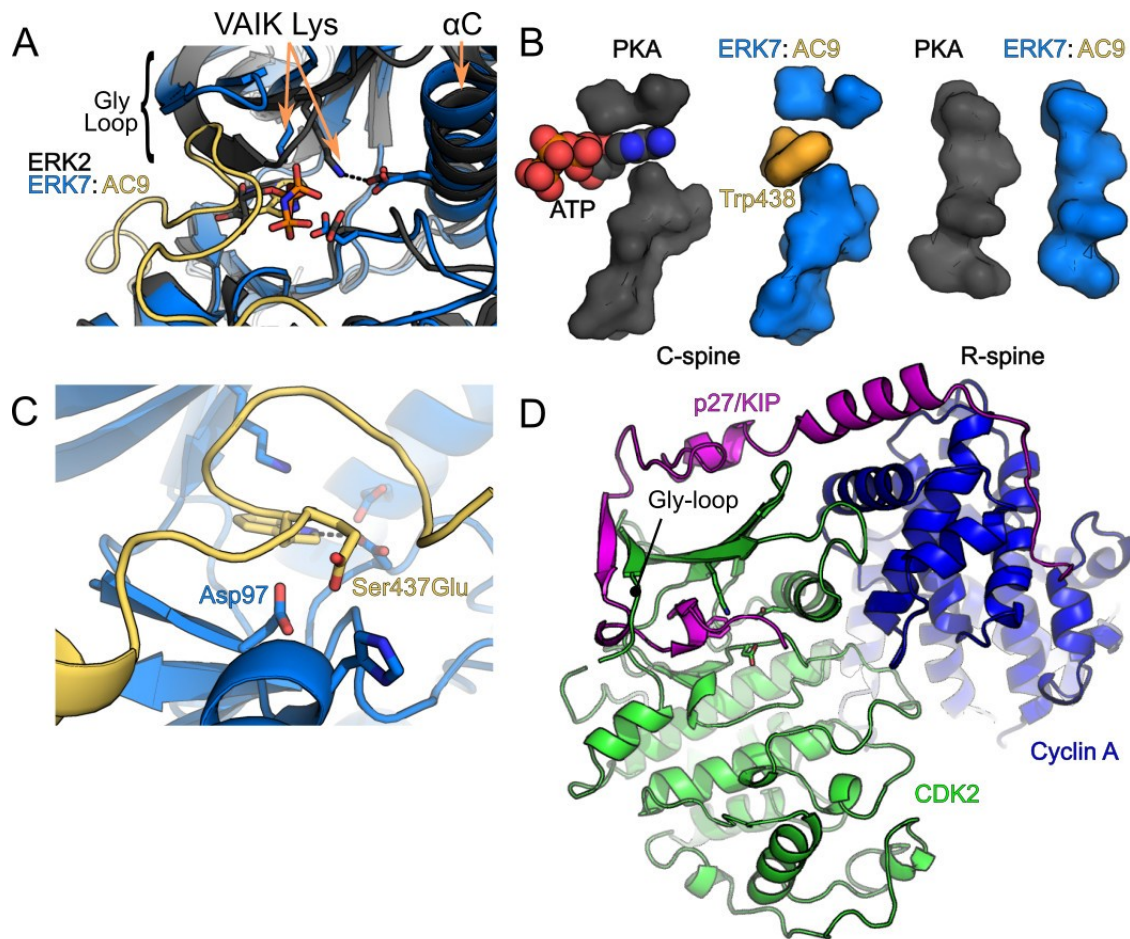 A
VAIK Lys
αC
Gly
Loop
ERK2
ERK7:AC9
B
PKA
ERK7:AC9
PKA
ERK7:AC9
ATP
Trp438
C-spine
R-spine
C
Asp97
Ser437Glu
D
p27/KIP
Gly-loop
Cyclin A
CDK2